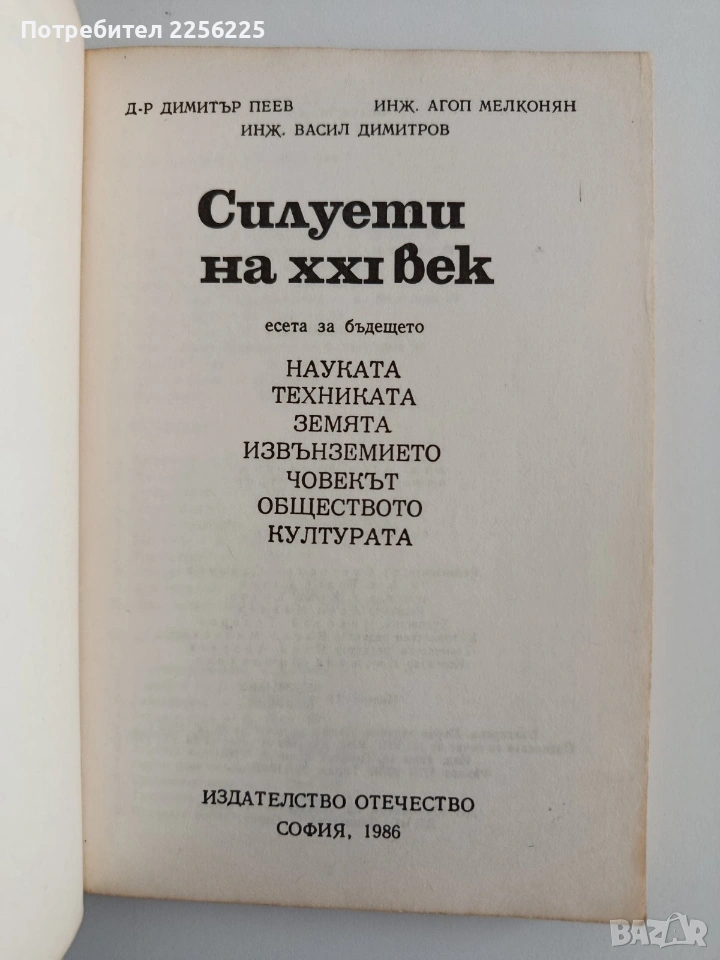 Потребител 2256225
Д-Р ДИМИТЪР ПЕЕВ ИНЖ. АГОП МЕЛКОНЯН
ИНЖ. ВАСИЛ ДИМИТРОВ
Силуети
на XXI век
есета за бъдещето
НАУКАТА
ТЕХНИКАТА
ЗЕМЯТА
ИЗВЪНЗЕМИЕТО
ЧОВЕКЪТ
ОБЩЕСТВОТО
КУЛТУРАТА
ИЗДАТЕЛСТВО ОТЕЧЕСТВО
СОФИЯ, 1986
BAZAR